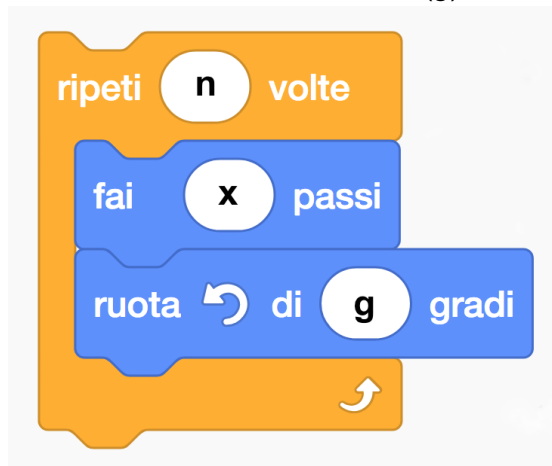 ripeti n volte
fai x passi
ruota di g gradi